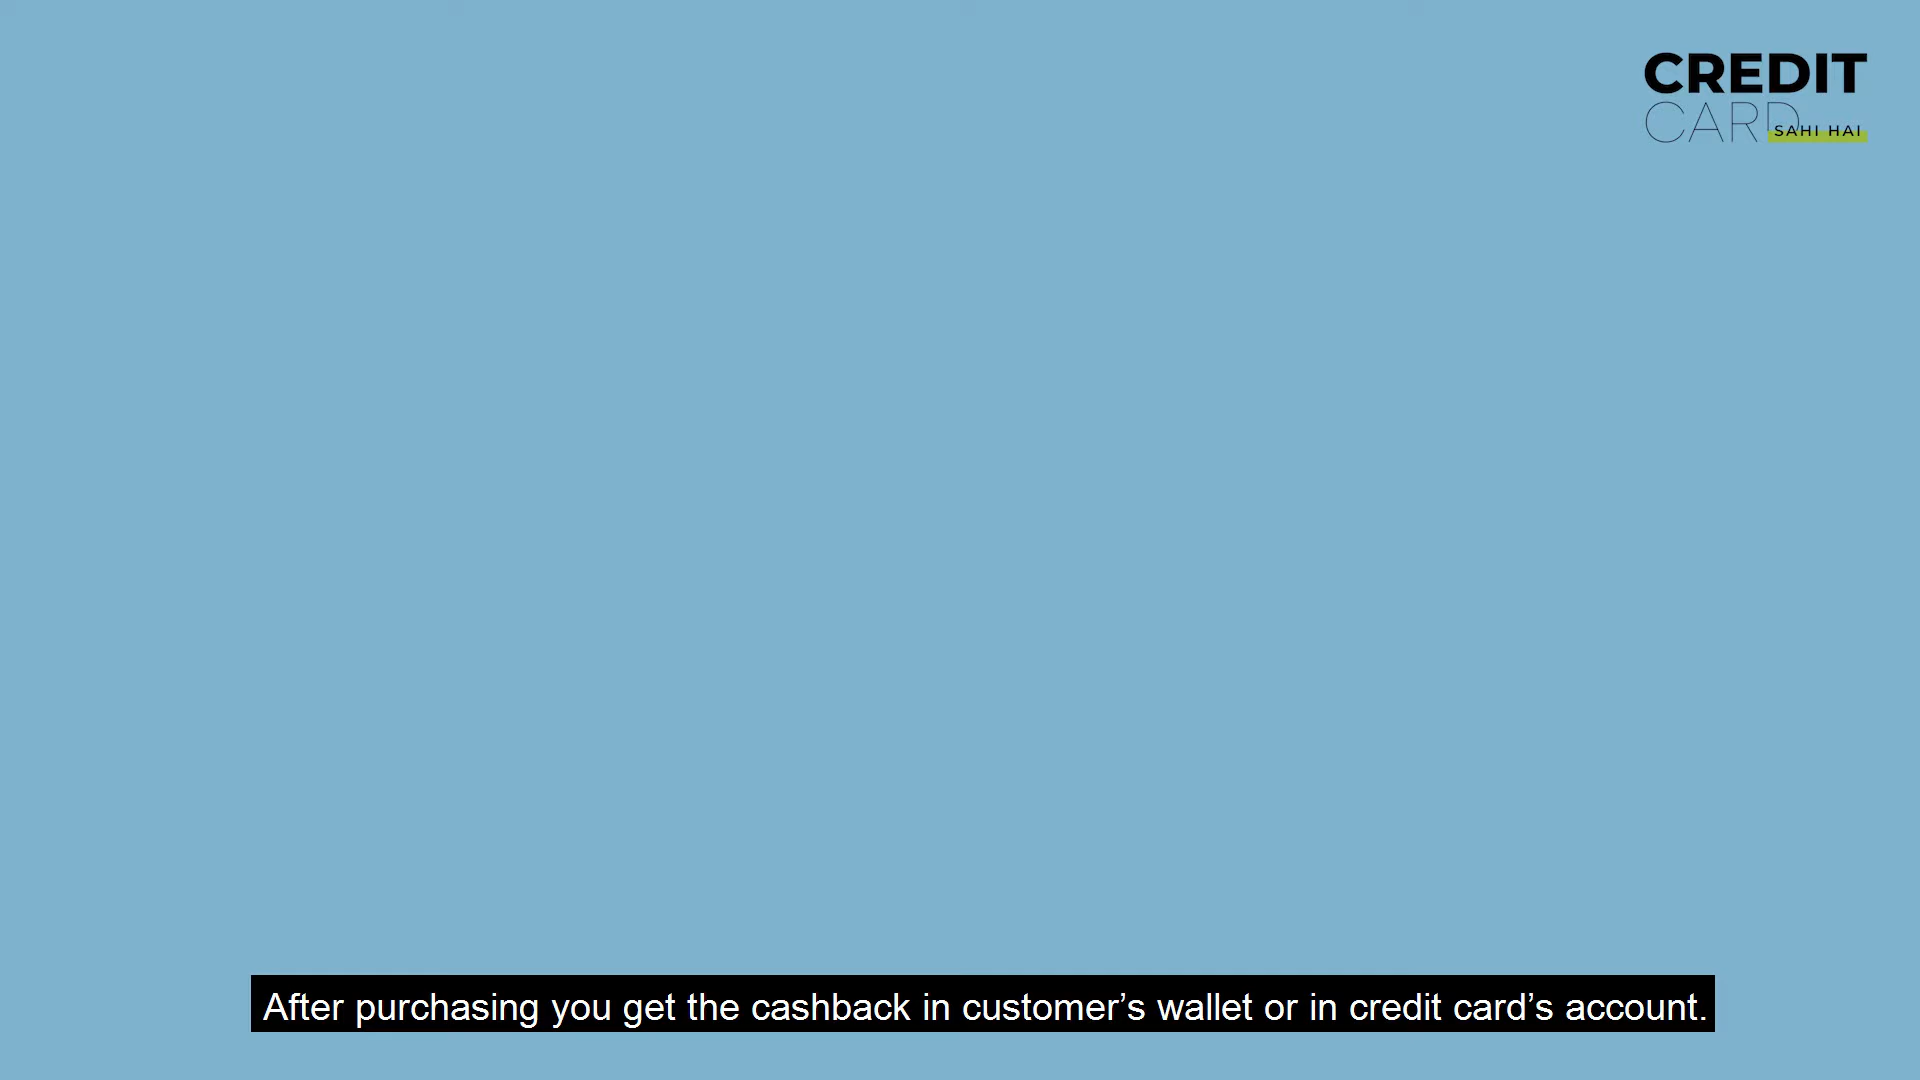 CREDIT
CARD
SAHI HAI
After purchasing you get the cashback in customer’s wallet or in credit card’s account.